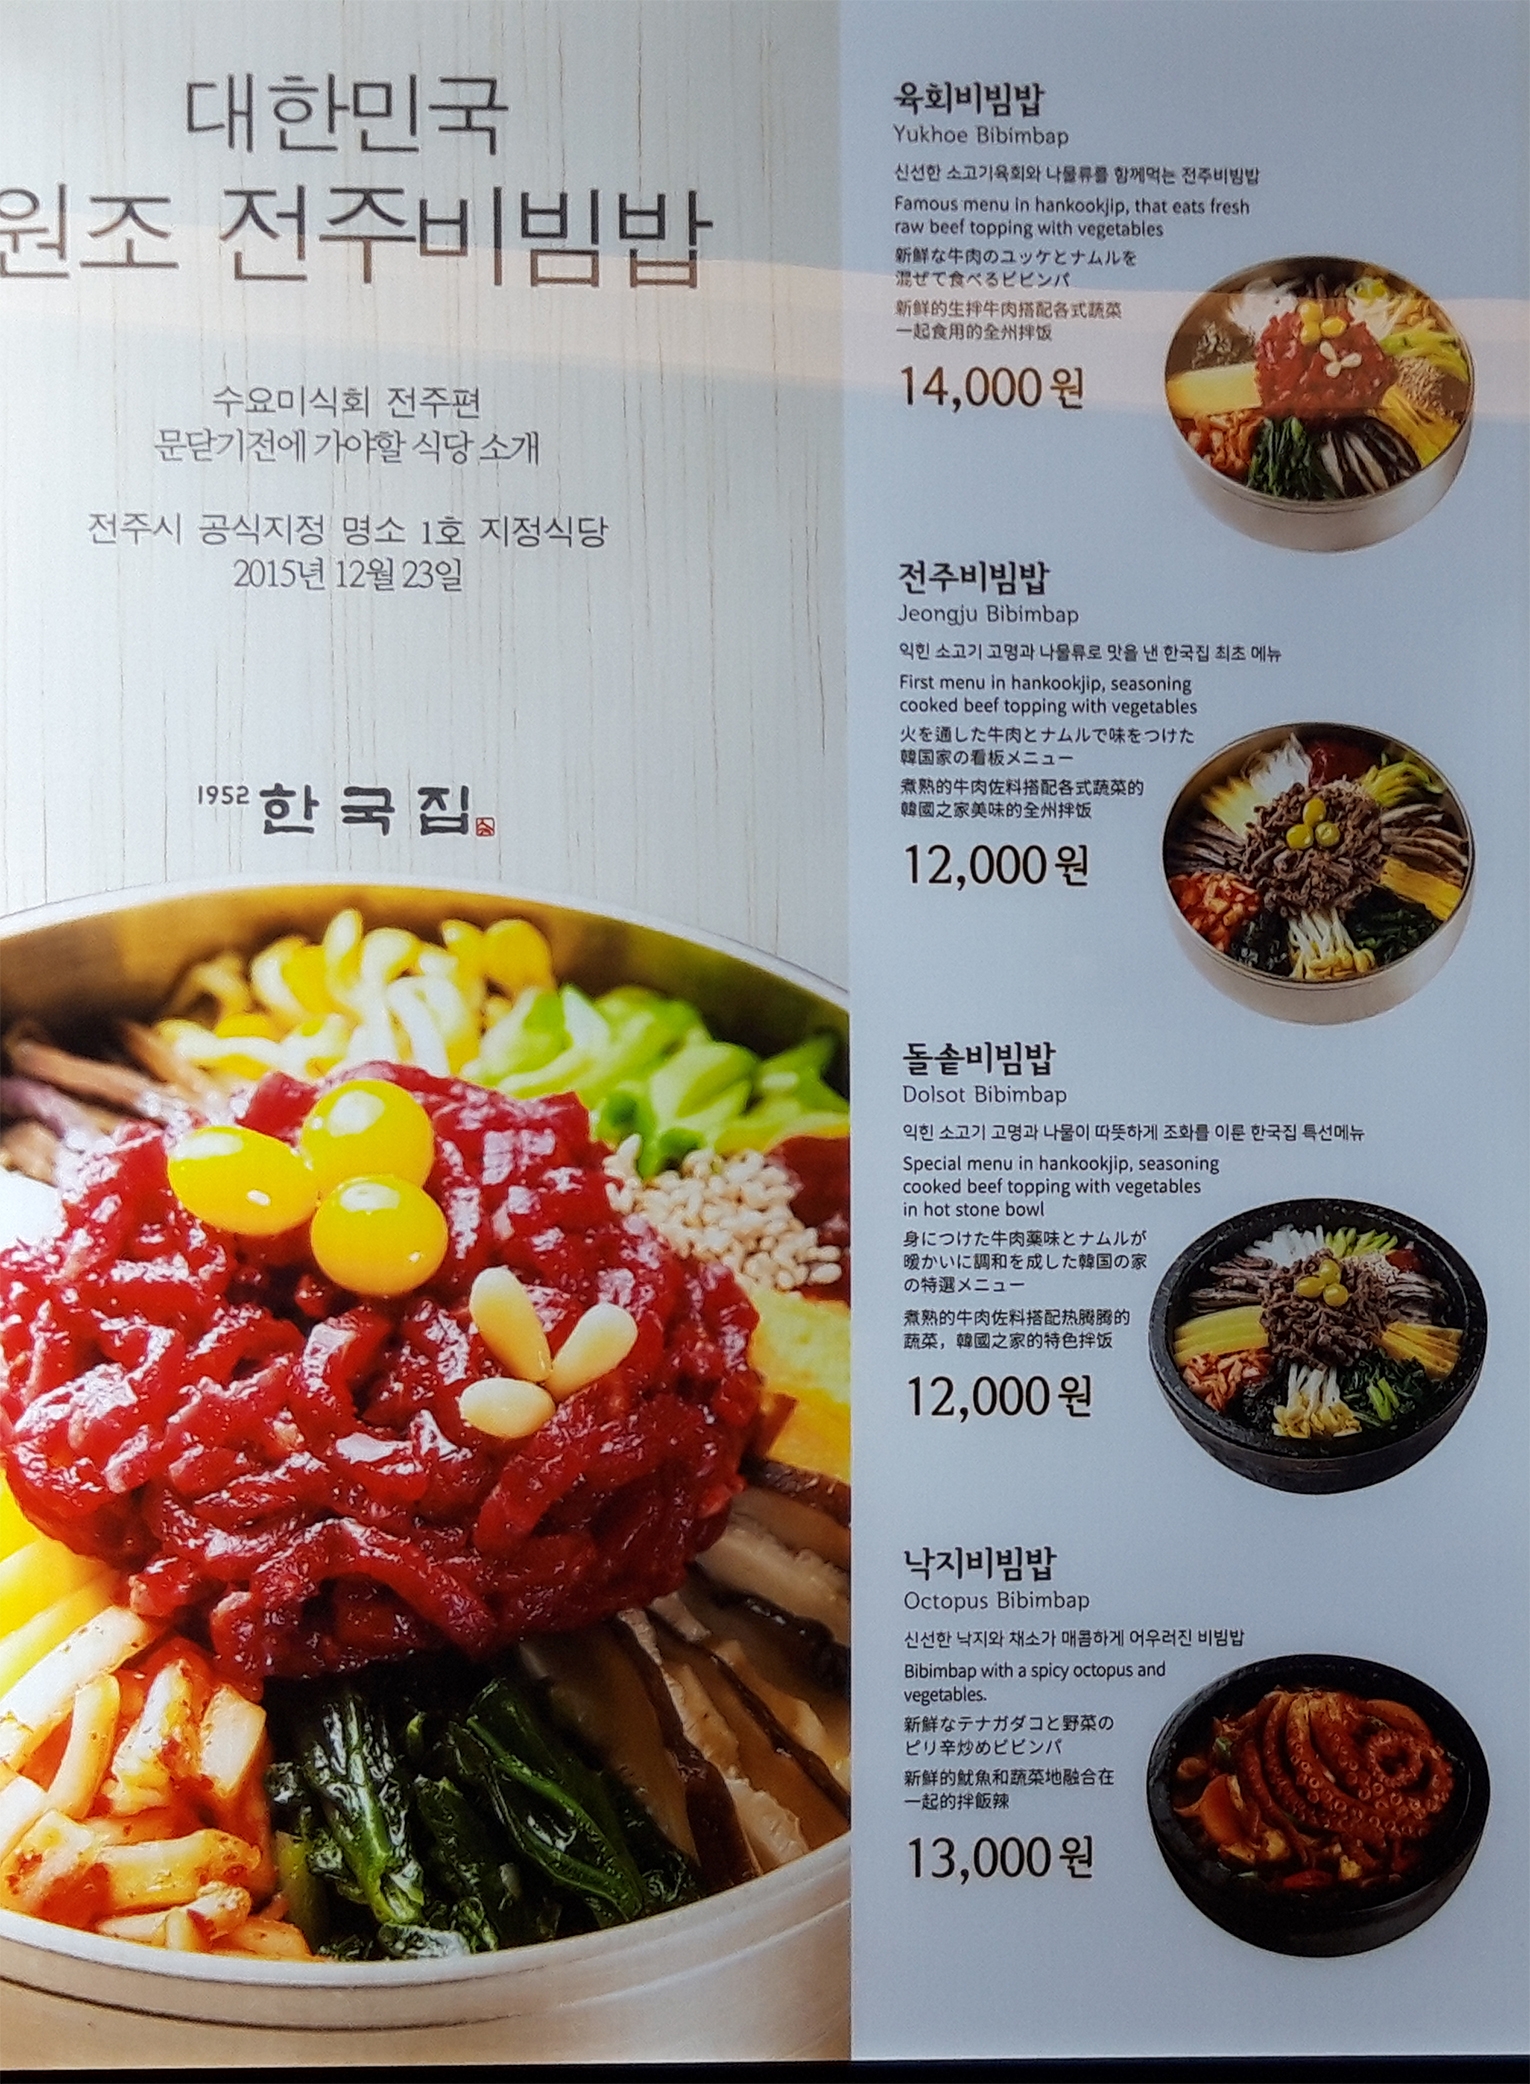 대한민국
원조 전주비빔밥
수요미식회 전주편
문닫기전에 가야할 식당 소개
전주시 공식지정 명소 1호 지정식당
2015년 12월 23일
1952 한국집
육회비빔밥
Yukhoe Bibimbap
신선한 소고기육회와 나물류를 함께먹는 전주비빔밥
Famous menu in hankookjip, that eats fresh
raw beef topping with vegetables
新鮮な牛肉のユッケとナムルを
混ぜて食べるビビンパ
新鲜的生拌牛肉搭配各式蔬菜
一起食用的全州拌饭
14,000원
전주비빔밥
Jeongju Bibimbap
익힌 소고기 고명과 나물류로 맛을 낸 한국집 최초 메뉴
First menu in hankookjip, seasoning
cooked beef topping with vegetables
火を通した牛肉とナムルで味をつけた
韓国家の看板メニュー
煮熟的牛肉佐料搭配各式蔬菜的
韓國之家美味的全州拌饭
12,000원
돌솥비빔밥
Dolsot Bibimbap
익힌 소고기 고명과 나물이 따뜻하게 조화를 이룬 한국집 특선메뉴
Special menu in hankookjip, seasoning
cooked beef topping with vegetables
in hot stone bowl
身につけた牛肉薬味とナムルが
暖かいに調和を成した韓国の家
の特選メニュー
煮熟的牛肉佐料搭配热腾腾的
蔬菜，韓國之家的特色拌饭
12,000원
낙지비빔밥
Octopus Bibimbap
신선한 낙지와 채소가 매콤하게 어우러진 비빔밥
Bibimbap with a spicy octopus and
vegetables.
新鮮なテナガダコと野菜の
ピリ辛炒めビビンパ
新鮮的魷魚和蔬菜地融合在
一起的拌飯辣
13,000원